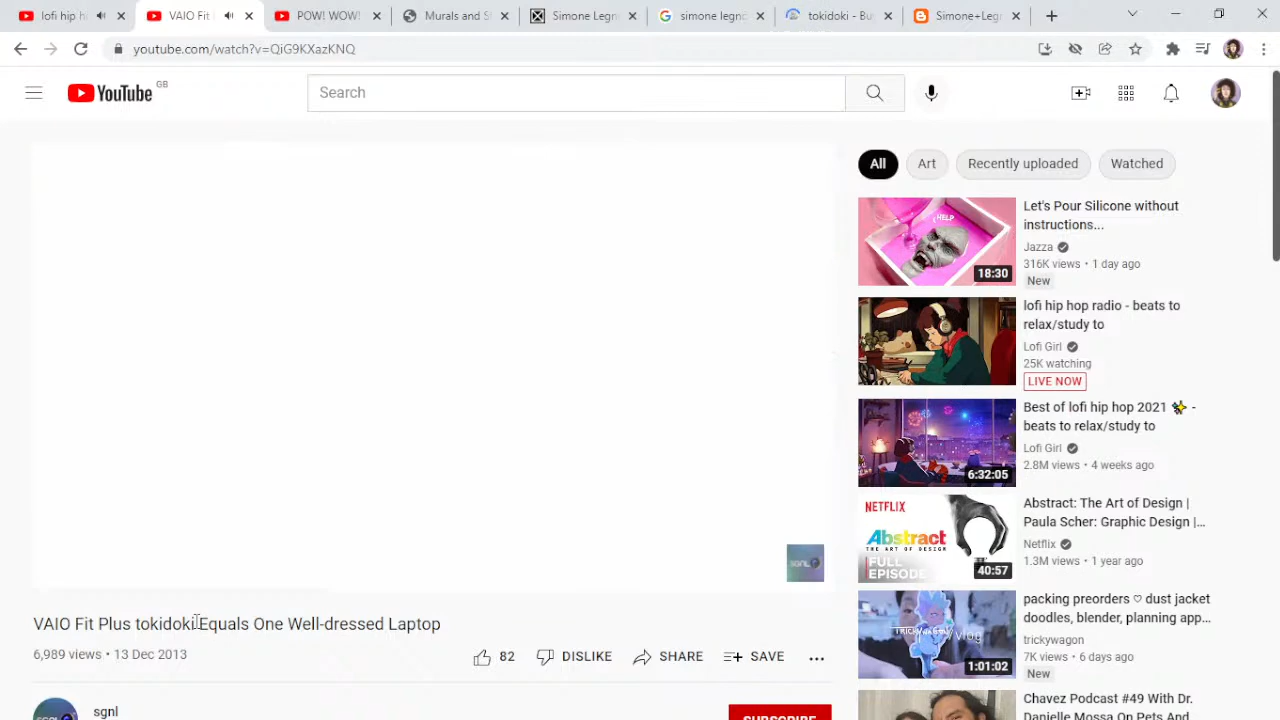 lofi hip h
VAIO Fit
POW! WOW!
Murals and S
Simone Legn
simone legnc
tokidoki - Bu
Simone+Leg
youtube.com/watch?v=QiG9KXazKNQ
YouTube GB
Search
All
Art
Recently uploaded
Watched
HELP
18:30
Let's Pour Silicone without
instructions...
Jazza
316K views • 1 day ago
New
lofi hip hop radio - beats to
relax/study to
Lofi Girl
25K watching
LIVE NOW
6:32:05
Best of lofi hip hop 2021 ✨ -
beats to relax/study to
Lofi Girl
2.8M views • 4 weeks ago
NETFLIX
Abstract
THE ART OF DESIGN
FULL
EPISODE
40:57
Abstract: The Art of Design |
Paula Scher: Graphic Design |...
Netflix
1.3M views • 1 year ago
TRICKYWAGON vlog
1:01:02
packing preorders ♡ dust jacket
doodles, blender, planning app...
trickywagon
7K views • 6 days ago
New
Chavez Podcast #49 With Dr.
Danielle Mossa On Pets And
SGNL
VAIO Fit Plus tokidoki Equals One Well-dressed Laptop
6,989 views • 13 Dec 2013
82
DISLIKE
SHARE
SAVE
...
SGNL
sgnl
SUBSCRIBE